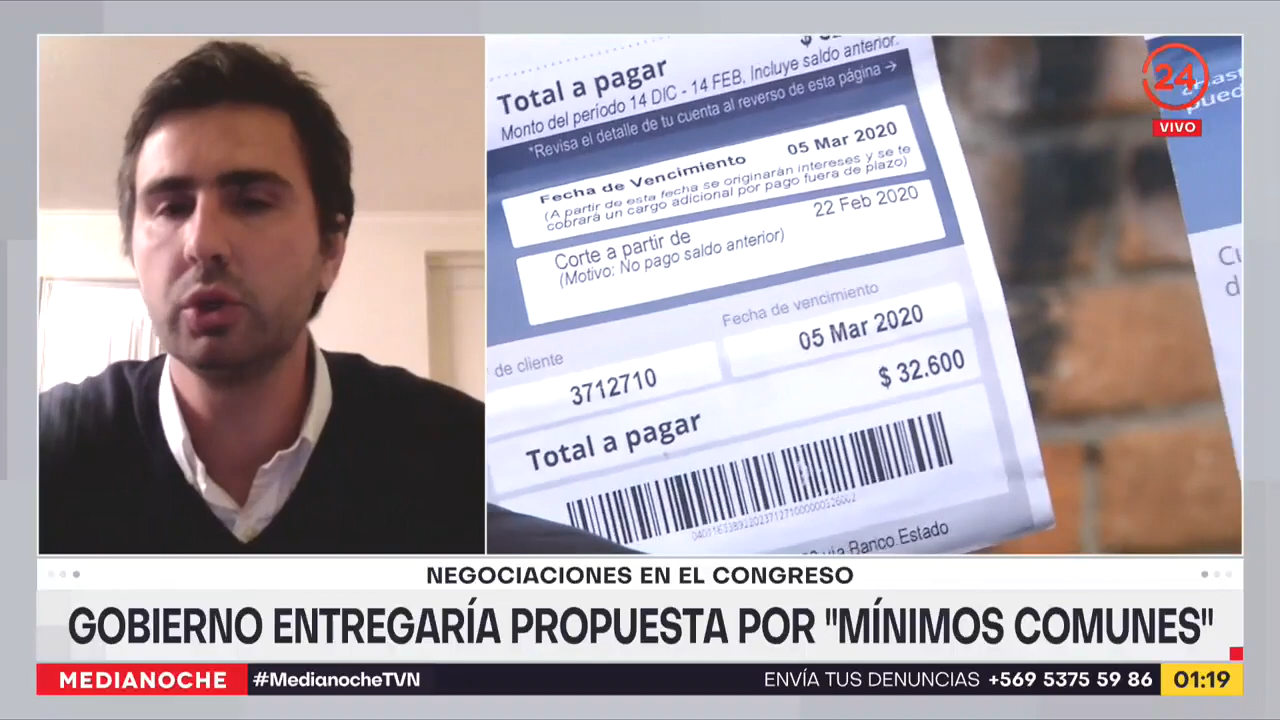 Total a pagar
Monto del período 14 DIC - 14 FEB. Incluye saldo anterior.
*Revisa el detalle de tu cuenta al reverso de esta página →
Fecha de Vencimiento 05 Mar 2020
(A partir de esta fecha se originarán intereses y se te
cobrará un cargo adicional por pago fuera de plazo)
22 Feb 2020
Corte a partir de
(Motivo: No pago saldo anterior)
de cliente
Fecha de vencimiento
3712710
05 Mar 2020
$ 32.600
Total a pagar
vía Banco Estado
24
VIVO
NEGOCIACIONES EN EL CONGRESO
GOBIERNO ENTREGARÍA PROPUESTA POR "MÍNIMOS COMUNES"
MEDIANOCHE #MedianocheTVN ENVÍA TUS DENUNCIAS +569 5375 59 86 01:19